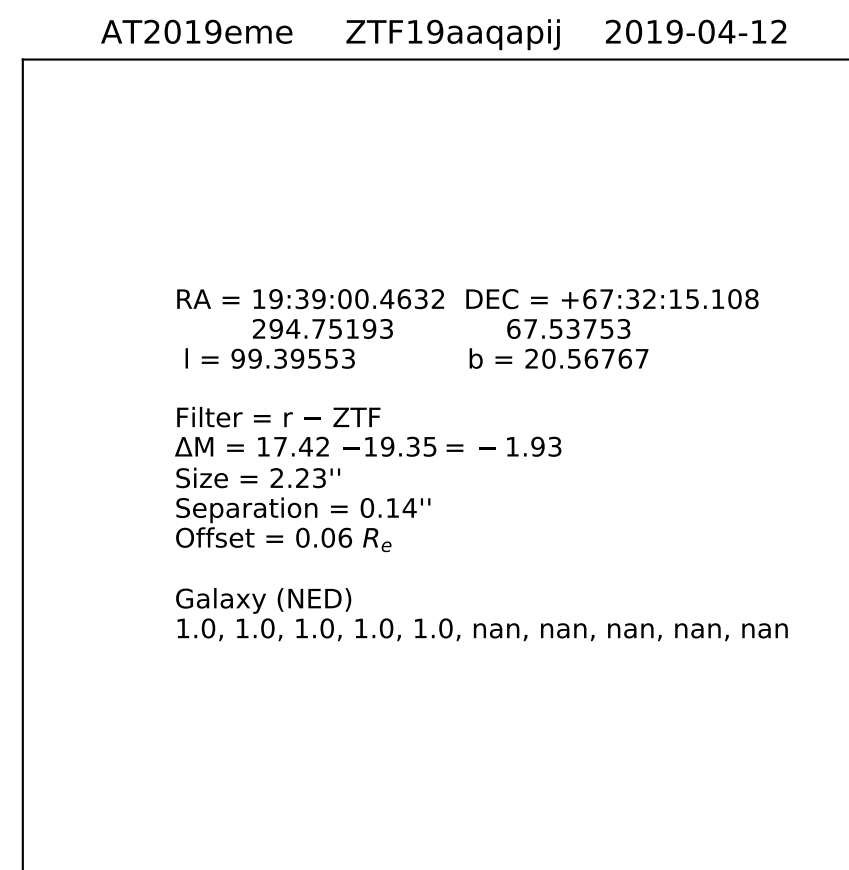 AT2019eme ZTF19aaqapij 2019-04-12
RA = 19:39:00.4632 DEC = +67:32:15.108
294.75193 67.53753
l = 99.39553 b = 20.56767
Filter = r − ZTF
ΔM = 17.42 −19.35 = − 1.93
Size = 2.23''
Separation = 0.14''
Offset = 0.06 Rₑ
Galaxy (NED)
1.0, 1.0, 1.0, 1.0, 1.0, nan, nan, nan, nan, nan